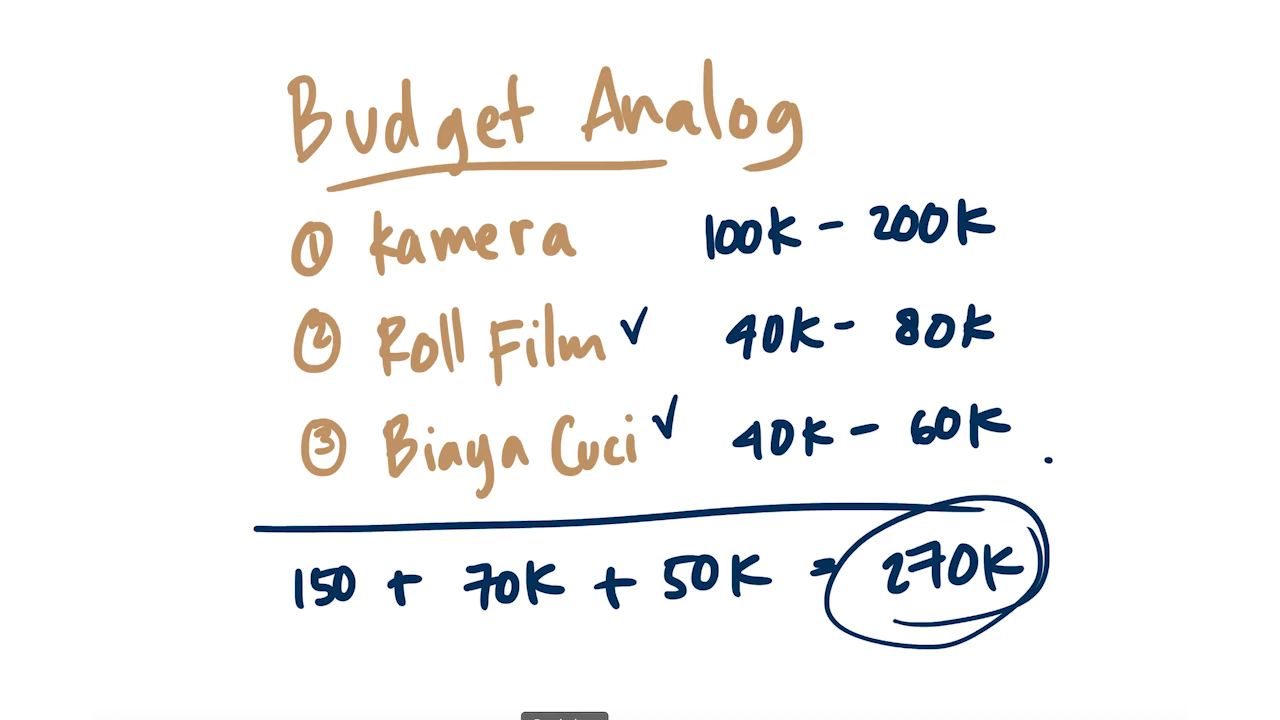 Budget Analog
① Kamera 100K - 200K
② Roll Film ✓ 40K - 80K
③ Biaya Cuci ✓ 40K - 60K
150 + 70K + 50K = 270K